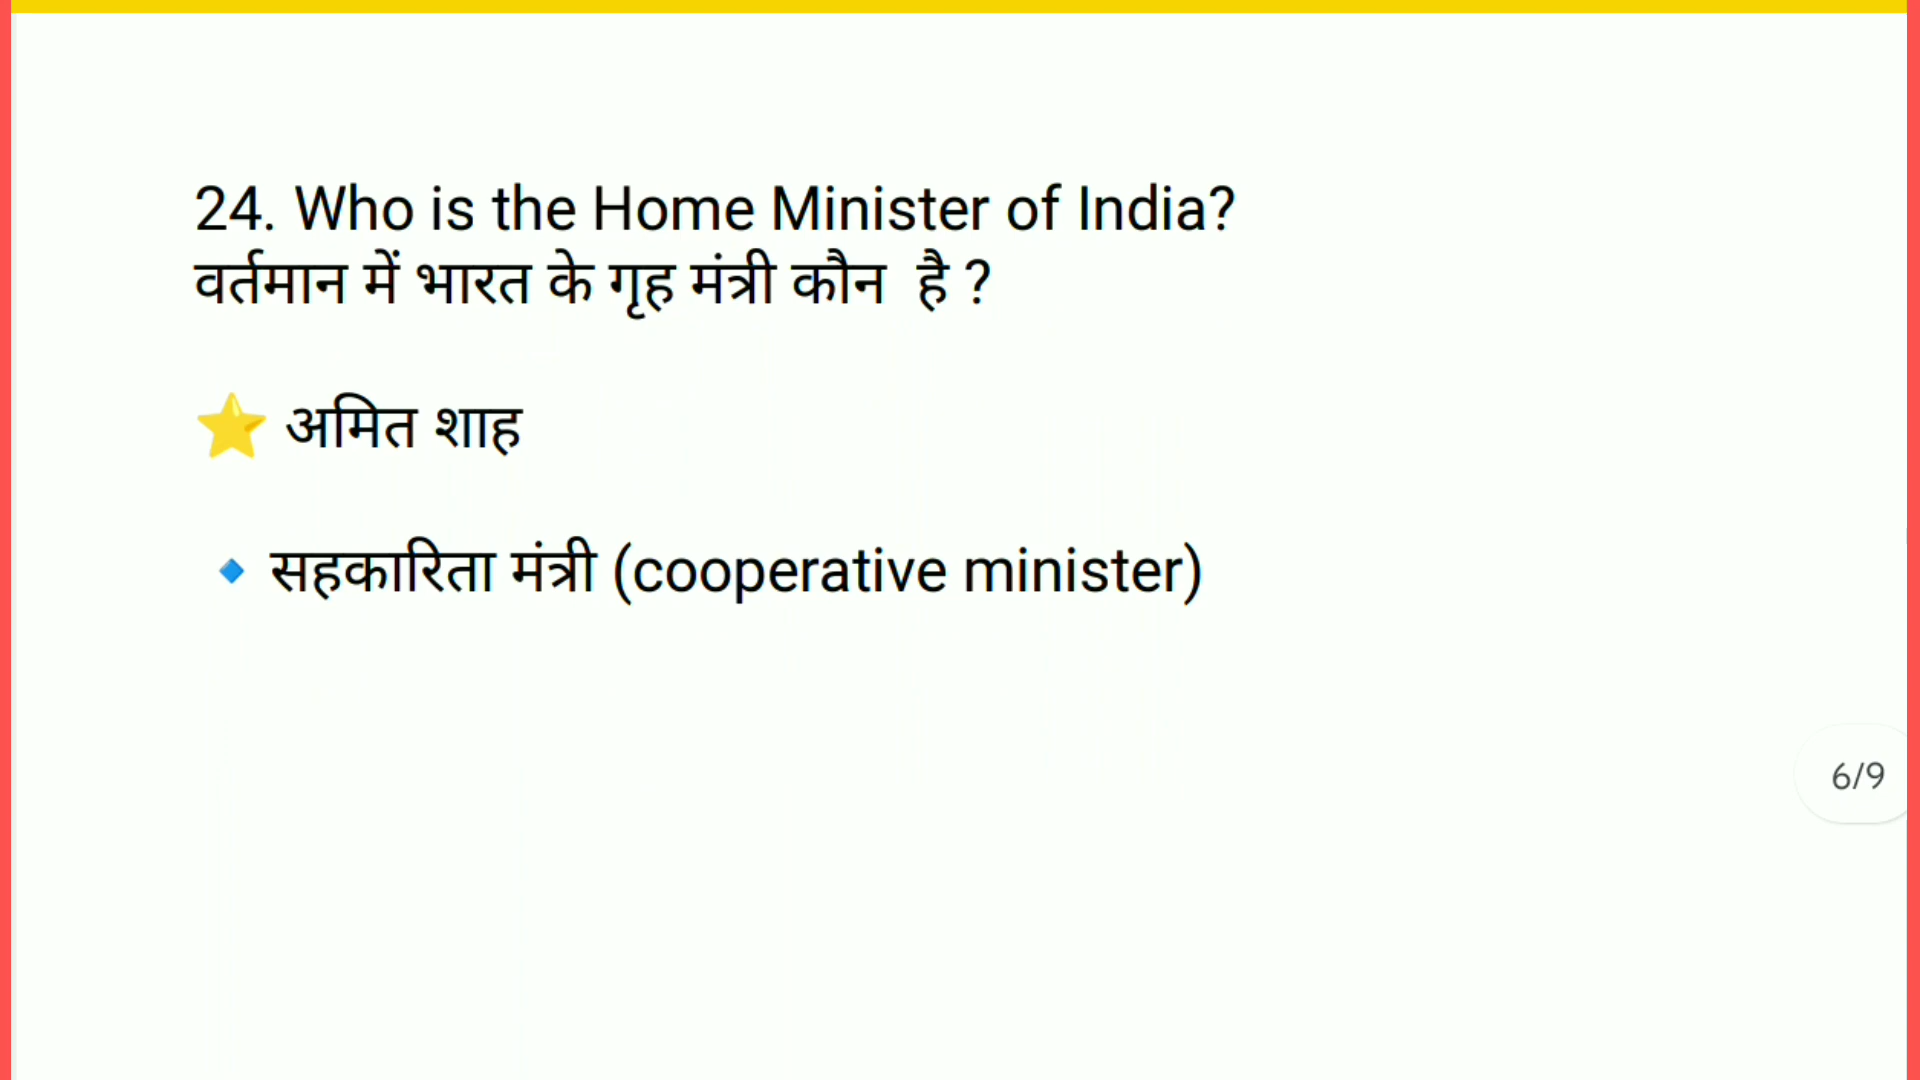 24. Who is the Home Minister of India?
वर्तमान में भारत के गृह मंत्री कौन  है ?
⭐ अमित शाह
🔹 सहकारिता मंत्री (cooperative minister)
6/9